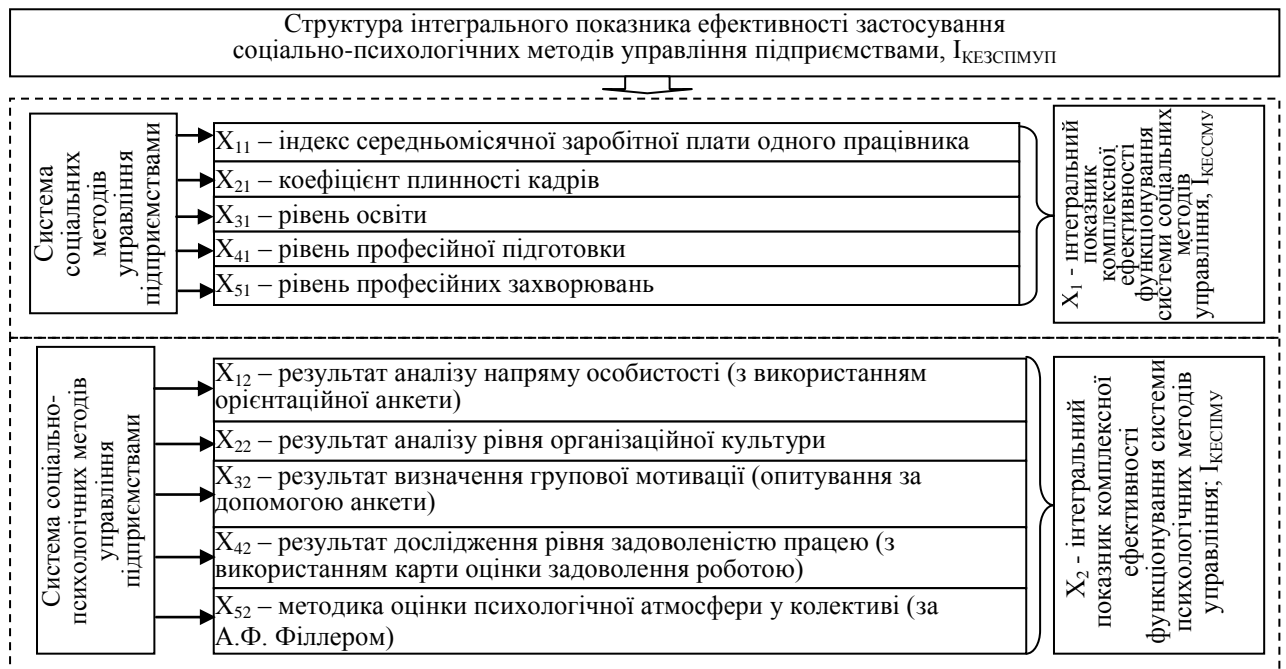 Структура інтегрального показника ефективності застосування
соціально-психологічних методів управління підприємствами, IКЕЗСПМУП
Система
соціальних
методів
управління
підприємствами
X11 – індекс середньомісячної заробітної плати одного працівника
X21 – коефіцієнт плинності кадрів
X31 – рівень освіти
X41 – рівень професійної підготовки
X51 – рівень професійних захворювань
X1 - інтегральний
показник
комплексної
ефективності
функціонування
системи соціальних
методів
управління, IКЕССМУ
Система соціально-
психологічних методів
управління
підприємствами
X12 – результат аналізу напряму особистості (з використанням
орієнтаційної анкети)
X22 – результат аналізу рівня організаційної культури
X32 – результат визначення групової мотивації (опитування за
допомогою анкети)
X42 – результат дослідження рівня задоволеністю працею (з
використанням карти оцінки задоволення роботою)
X52 – методика оцінки психологічної атмосфери у колективі (за
А.Ф. Філлером)
X2 - інтегральний
показник комплексної
ефективності
функціонування системи
психологічних методів
управління; IКЕСПМУ